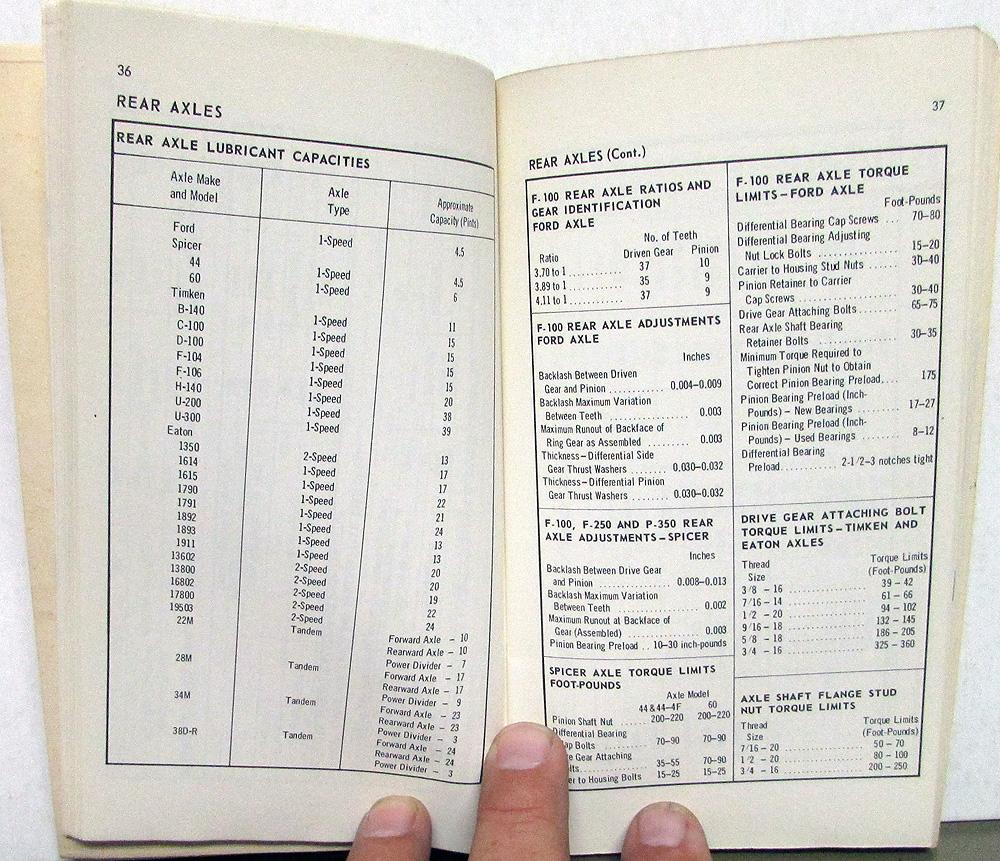 36
REAR AXLES
REAR AXLE LUBRICANT CAPACITIES
Axle Make and Model Axle Type Approximate Capacity (Pints)
Ford 1-Speed 4.5
Spicer
44 1-Speed 4.5
60 1-Speed 6
Timken
B-140 1-Speed 11
C-100 1-Speed 15
D-100 1-Speed 15
F-104 1-Speed 15
F-106 1-Speed 15
H-140 1-Speed 20
U-200 1-Speed 38
U-300 1-Speed 39
Eaton
1350 2-Speed 13
1614 1-Speed 17
1615 1-Speed 17
1790 1-Speed 22
1791 1-Speed 21
1892 1-Speed 24
1893 1-Speed 13
1911 1-Speed 13
13602 2-Speed 20
13800 2-Speed 20
16802 2-Speed 19
17800 2-Speed 22
19503 2-Speed 24
22M Tandem Forward Axle – 10
Rearward Axle – 10
Power Divider – 7
28M Tandem Forward Axle – 17
Rearward Axle – 17
Power Divider – 9
34M Tandem Forward Axle – 23
Rearward Axle – 23
Power Divider – 3
38D-R Tandem Forward Axle – 24
Rearward Axle – 24
Power Divider – 3
37
REAR AXLES (Cont.)
F-100 REAR AXLE RATIOS AND
GEAR IDENTIFICATION
FORD AXLE
No. of Teeth
Ratio Driven Gear Pinion
3.70 to 1 ............ 37 10
3.89 to 1 ............ 35 9
4.11 to 1 ............ 37 9
F-100 REAR AXLE ADJUSTMENTS
FORD AXLE
Inches
Backlash Between Driven
Gear and Pinion ........... 0.004-0.009
Backlash Maximum Variation
Between Teeth ................ 0.003
Maximum Runout of Backface of
Ring Gear as Assembled ......... 0.003
Thickness–Differential Side
Gear Thrust Washers ....... 0.030-0.032
Thickness–Differential Pinion
Gear Thrust Washers ....... 0.030-0.032
F-100, F-250 AND P-350 REAR
AXLE ADJUSTMENTS–SPICER
Inches
Backlash Between Drive Gear
and Pinion .............. 0.008-0.013
Backlash Maximum Variation
Between Teeth ................ 0.002
Maximum Runout at Backface of
Gear (Assembled) ............. 0.003
Pinion Bearing Preload .. 10–30 inch-pounds
SPICER AXLE TORQUE LIMITS
FOOT-POUNDS
Axle Model
44 & 44–4F 60
Pinion Shaft Nut ...... 200-220 200-220
Differential Bearing
ap Bolts ........ 70-90 70-90
e Gear Attaching
lts............ 35-55 70-90
er to Housing Bolts 15-25 15-25
F-100 REAR AXLE TORQUE
LIMITS–FORD AXLE
Foot-Pounds
Differential Bearing Cap Screws ... 70–80
Differential Bearing Adjusting
Nut Lock Bolts ............... 15–20
Carrier to Housing Stud Nuts ...... 30–40
Pinion Retainer to Carrier
Cap Screws ................... 30–40
Drive Gear Attaching Bolts........ 65–75
Rear Axle Shaft Bearing
Retainer Bolts ............... 30–35
Minimum Torque Required to
Tighten Pinion Nut to Obtain
Correct Pinion Bearing Preload.... 175
Pinion Bearing Preload (Inch-
Pounds) – New Bearings ........ 17–27
Pinion Bearing Preload (Inch-
Pounds) – Used Bearings ........ 8–12
Differential Bearing
Preload........... 2-1/2–3 notches tight
DRIVE GEAR ATTACHING BOLT
TORQUE LIMITS–TIMKEN AND
EATON AXLES
Thread Size Torque Limits (Foot-Pounds)
3/8 – 16 ................ 39 – 42
7/16 – 14 ................ 61 – 66
1/2 – 20 ................ 94 – 102
9/16 – 18 ................ 132 – 145
5/8 – 18 ................ 186 – 205
3/4 – 16 ................ 325 – 360
AXLE SHAFT FLANGE STUD
NUT TORQUE LIMITS
Thread Size Torque Limits (Foot-Pounds)
7/16 – 20 ................ 50 – 70
1/2 – 20 ................ 80 – 100
3/4 – 16 ................ 200 – 250